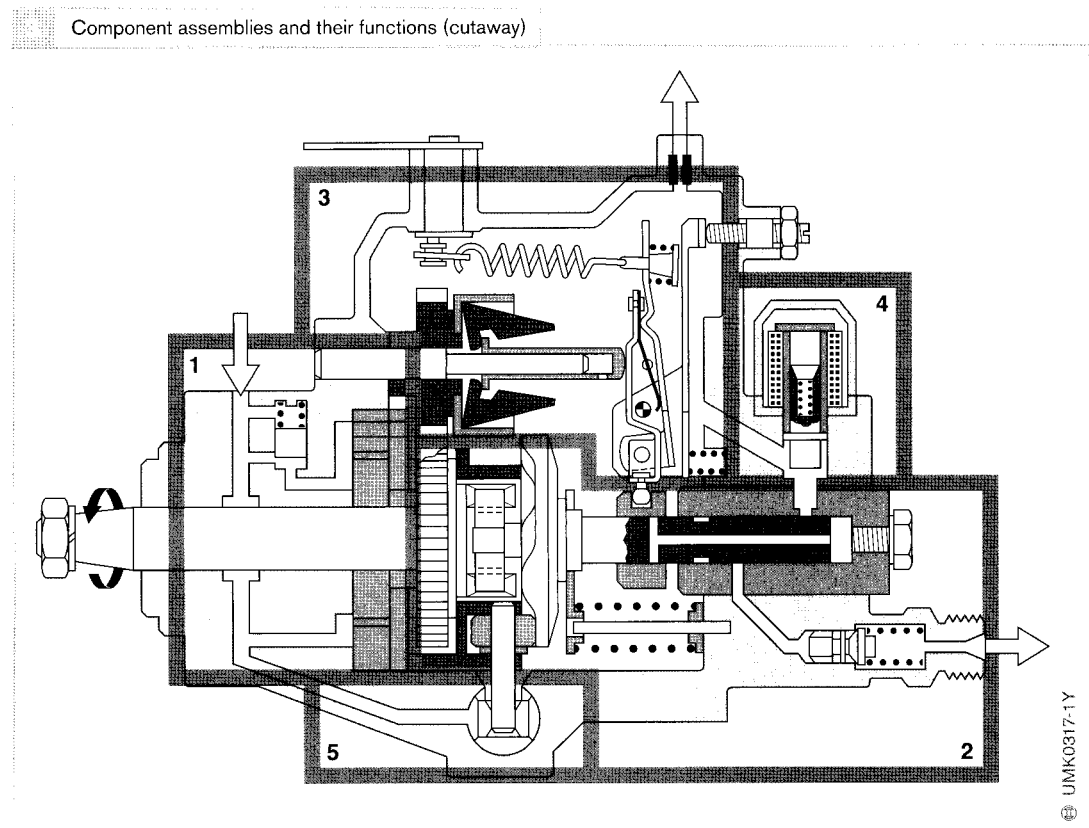 Component assemblies and their functions (cutaway)
3
4
1
5
2
UMK0317-1Y